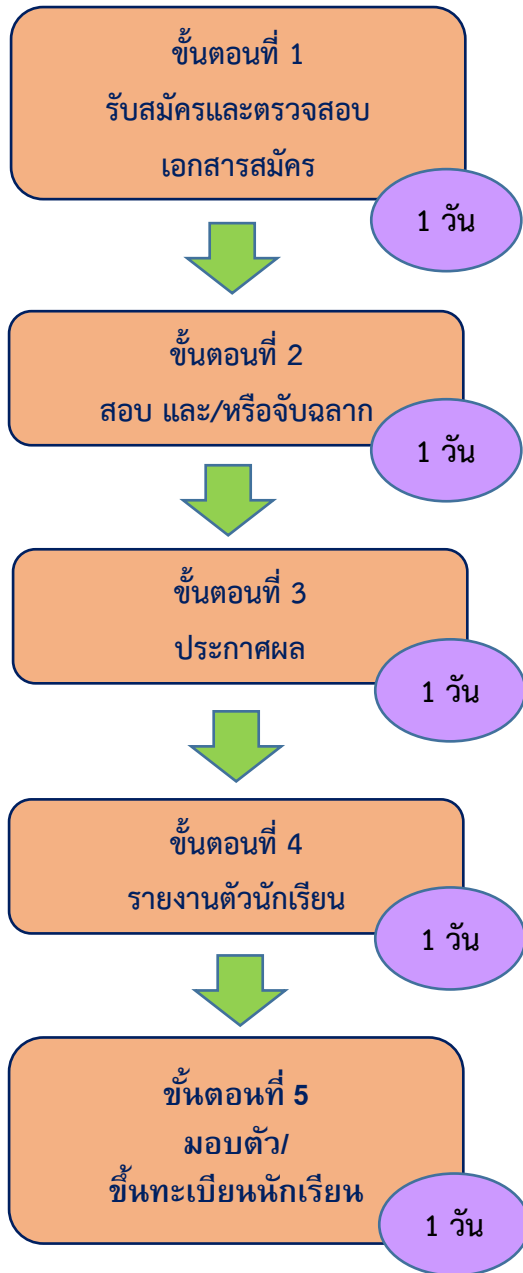 ขั้นตอนที่ 1
รับสมัครและตรวจสอบ
เอกสารสมัคร
1 วัน
ขั้นตอนที่ 2
สอบ และ/หรือจับฉลาก
1 วัน
ขั้นตอนที่ 3
ประกาศผล
1 วัน
ขั้นตอนที่ 4
รายงานตัวนักเรียน
1 วัน
ขั้นตอนที่ 5
มอบตัว/
ขึ้นทะเบียนนักเรียน
1 วัน